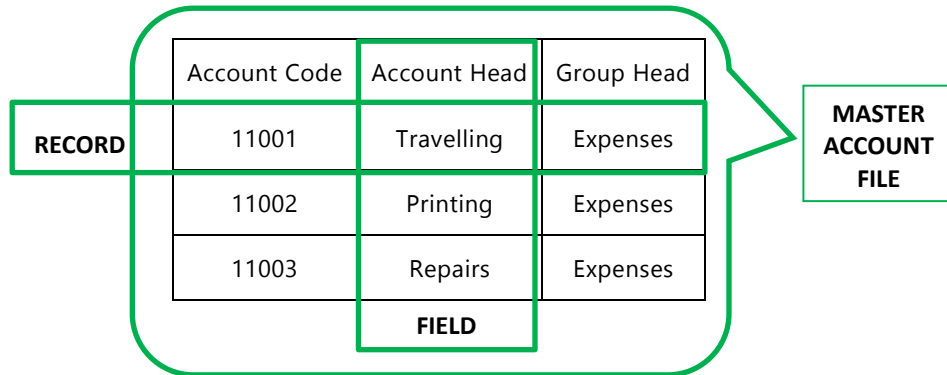 Account Code Account Head Group Head
RECORD 11001 Travelling Expenses
11002 Printing Expenses
11003 Repairs Expenses
FIELD
MASTER
ACCOUNT
FILE